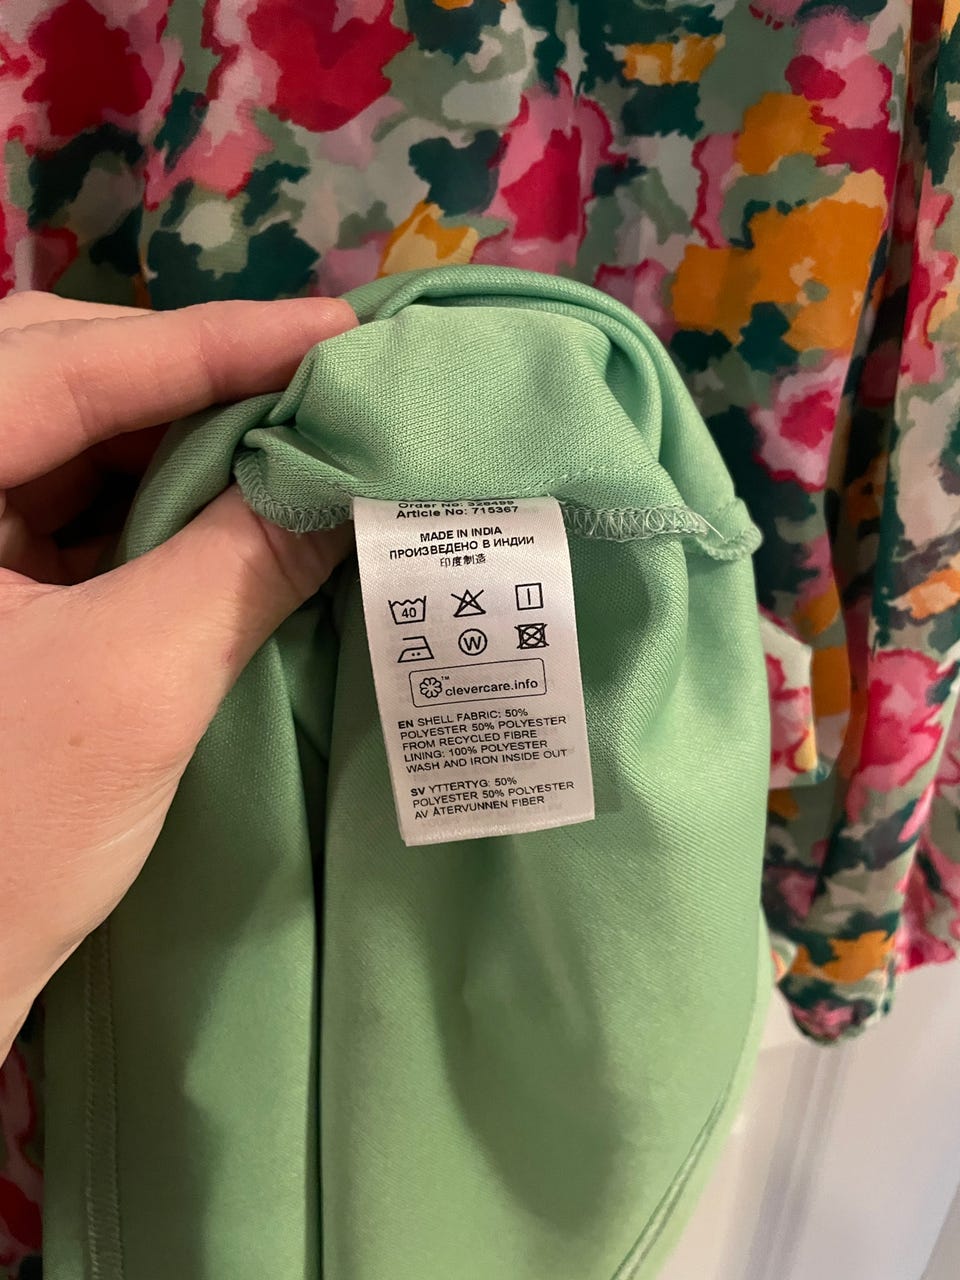 Order No: 328499
Article No: 715367
MADE IN INDIA
ПРОИЗВЕДЕНО В ИНДИИ
印度制造
40
W
clevercare.info
EN SHELL FABRIC: 50%
POLYESTER 50% POLYESTER
FROM RECYCLED FIBRE
LINING: 100% POLYESTER
WASH AND IRON INSIDE OUT
SV YTTERTYG: 50%
POLYESTER 50% POLYESTER
AV ÅTERVUNNEN FIBER